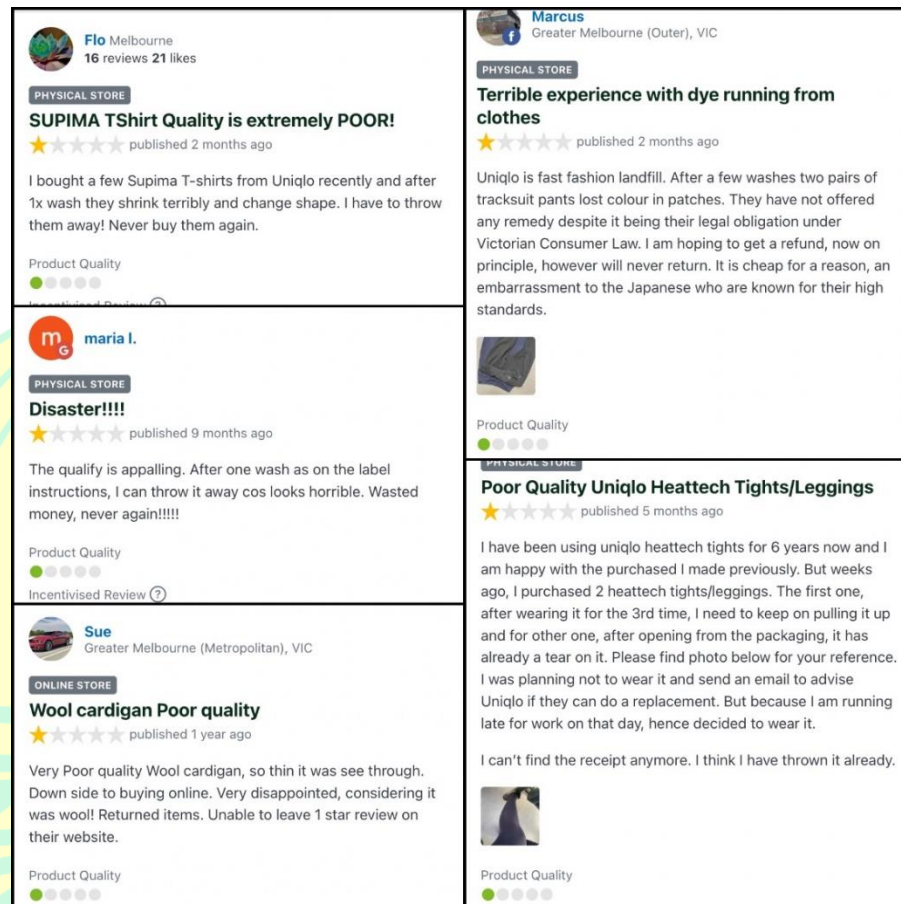 Flo Melbourne
16 reviews 21 likes
PHYSICAL STORE
SUPIMA TShirt Quality is extremely POOR!
published 2 months ago
I bought a few Supima T-shirts from Uniqlo recently and after
1x wash they shrink terribly and change shape. I have to throw
them away! Never buy them again.
Product Quality
Incentivised Review ?
m
G
maria l.
PHYSICAL STORE
Disaster!!!!
published 9 months ago
The qualify is appalling. After one wash as on the label
instructions, I can throw it away cos looks horrible. Wasted
money, never again!!!!!
Product Quality
Incentivised Review ?
Sue
Greater Melbourne (Metropolitan), VIC
ONLINE STORE
Wool cardigan Poor quality
published 1 year ago
Very Poor quality Wool cardigan, so thin it was see through.
Down side to buying online. Very disappointed, considering it
was wool! Returned items. Unable to leave 1 star review on
their website.
Product Quality
f
Marcus
Greater Melbourne (Outer), VIC
PHYSICAL STORE
Terrible experience with dye running from
clothes
published 2 months ago
Uniqlo is fast fashion landfill. After a few washes two pairs of
tracksuit pants lost colour in patches. They have not offered
any remedy despite it being their legal obligation under
Victorian Consumer Law. I am hoping to get a refund, now on
principle, however will never return. It is cheap for a reason, an
embarrassment to the Japanese who are known for their high
standards.
Product Quality
PHYSICAL STORE
Poor Quality Uniqlo Heattech Tights/Leggings
published 5 months ago
I have been using uniqlo heattech tights for 6 years now and I
am happy with the purchased I made previously. But weeks
ago, I purchased 2 heattech tights/leggings. The first one,
after wearing it for the 3rd time, I need to keep on pulling it up
and for other one, after opening from the packaging, it has
already a tear on it. Please find photo below for your reference.
I was planning not to wear it and send an email to advise
Uniqlo if they can do a replacement. But because I am running
late for work on that day, hence decided to wear it.
I can't find the receipt anymore. I think I have thrown it already.
Product Quality